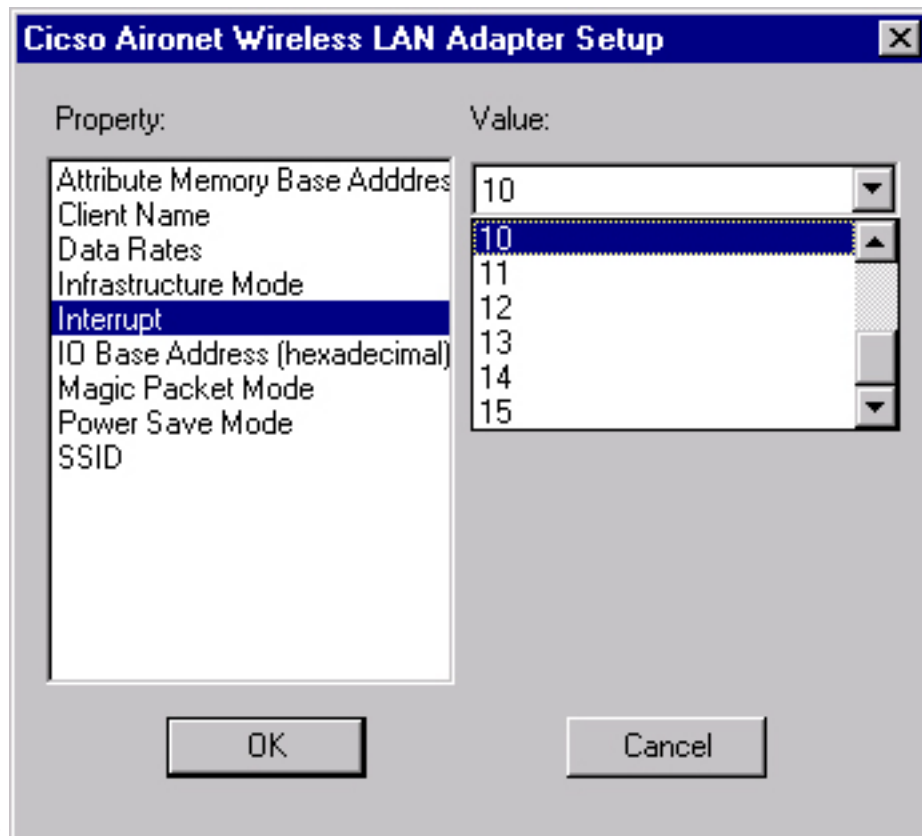 Cicso Aironet Wireless LAN Adapter Setup
Property:
Value:
Attribute Memory Base Adddres
Client Name
Data Rates
Infrastructure Mode
Interrupt
IO Base Address (hexadecimal)
Magic Packet Mode
Power Save Mode
SSID
10
10
11
12
13
14
15
OK
Cancel